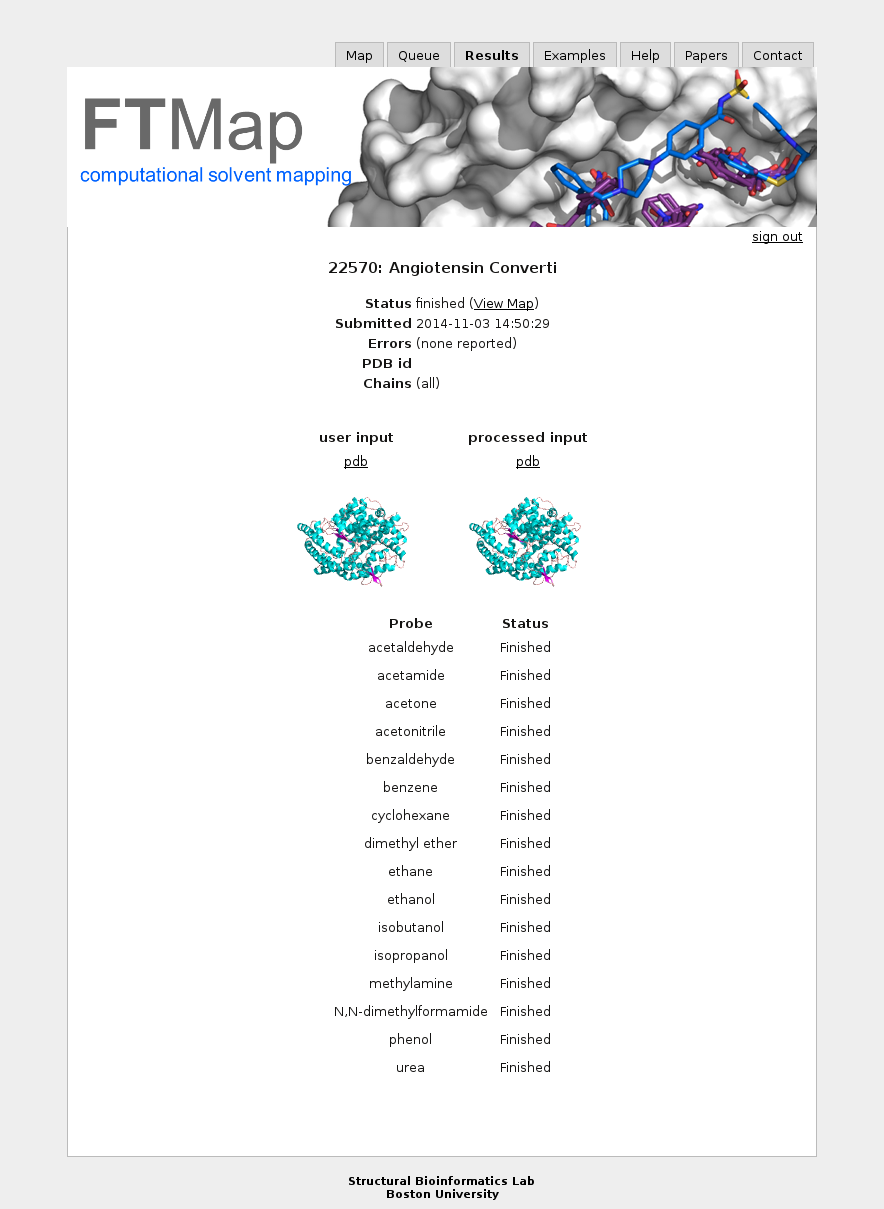 Map Queue Results Examples Help Papers Contact
FTMap
computational solvent mapping
sign out
22570: Angiotensin Converti
Status finished (View Map)
Submitted 2014-11-03 14:50:29
Errors (none reported)
PDB id
Chains (all)
user input processed input
pdb pdb
Probe Status
acetaldehyde Finished
acetamide Finished
acetone Finished
acetonitrile Finished
benzaldehyde Finished
benzene Finished
cyclohexane Finished
dimethyl ether Finished
ethane Finished
ethanol Finished
isobutanol Finished
isopropanol Finished
methylamine Finished
N,N-dimethylformamide Finished
phenol Finished
urea Finished
Structural Bioinformatics Lab
Boston University